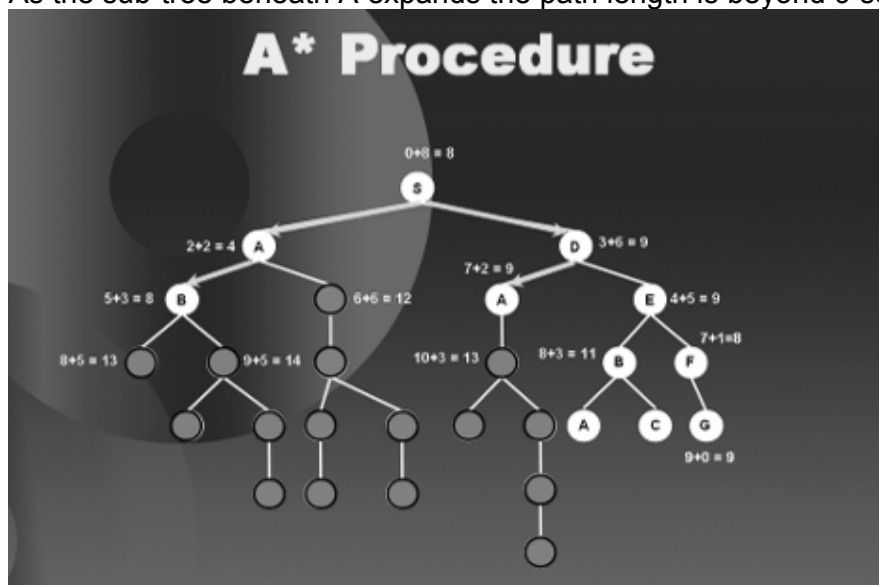 As the sub-tree beneath A expands the path length is beyond 9 so
A* Procedure
0+8 = 8
S
2+2 = 4 A
D 3+6 = 9
7+2 = 9
5+3 = 8 B
6+6 = 12
A
E 4+5 = 9
7+1=8
8+5 = 13
9+5 = 14
10+3 = 13
8+3 = 11 B
F
A
C
G
9+0 = 9